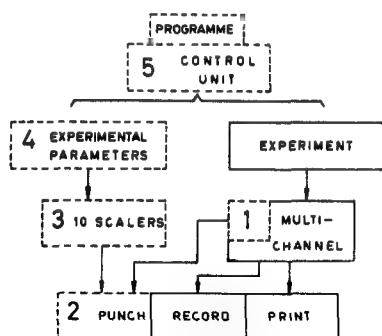 PROGRAMME
5 CONTROL
UNIT
4 EXPERIMENTAL
PARAMETERS
EXPERIMENT
3 10 SCALERS
1 MULTI-
CHANNEL
2 PUNCH RECORD PRINT